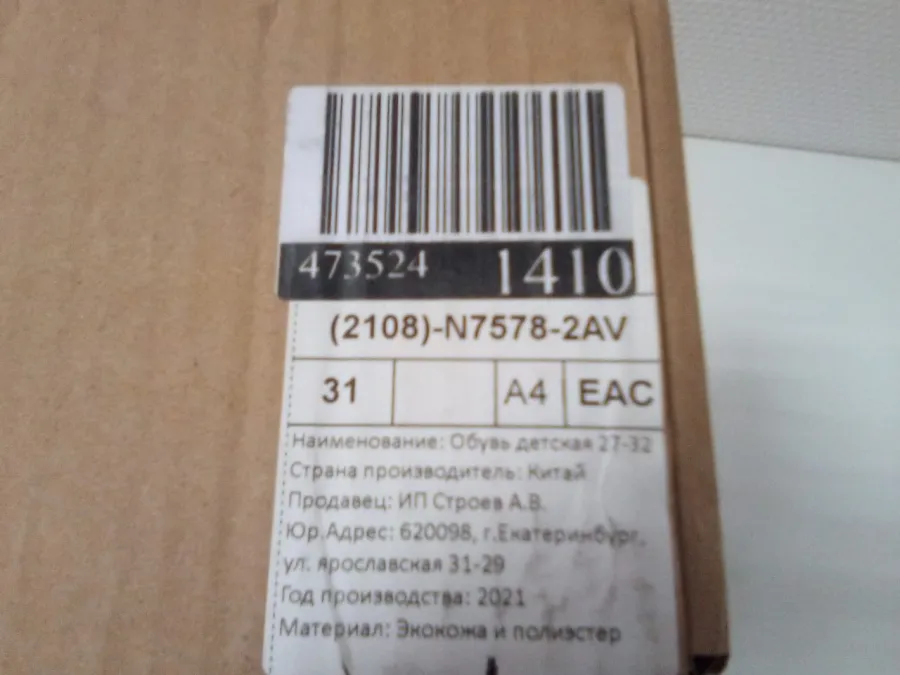 473524 1410
(2108)-N7578-2AV
31 A4 EAC
Наименование: Обувь детская 27-32
Страна производитель: Китай
Продавец: ИП Строев А.В.
Юр.Адрес: 620098, г.Екатеринбург,
ул. ярославская 31-29
Год производства: 2021
Материал: Экокожа и полиэстер